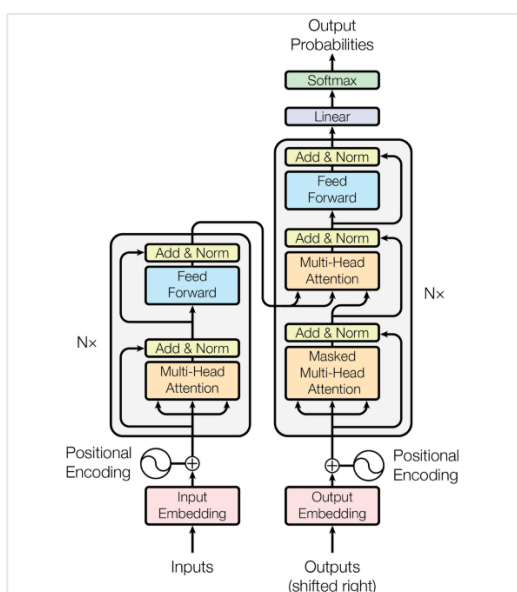 Output
Probabilities
Softmax
Linear
Add & Norm
Feed
Forward
Add & Norm
Multi-Head
Attention
Add & Norm
Masked
Multi-Head
Attention
Nx
Add & Norm
Feed
Forward
Add & Norm
Multi-Head
Attention
Nx
Positional
Encoding
Positional
Encoding
Input
Embedding
Output
Embedding
Inputs
Outputs
(shifted right)